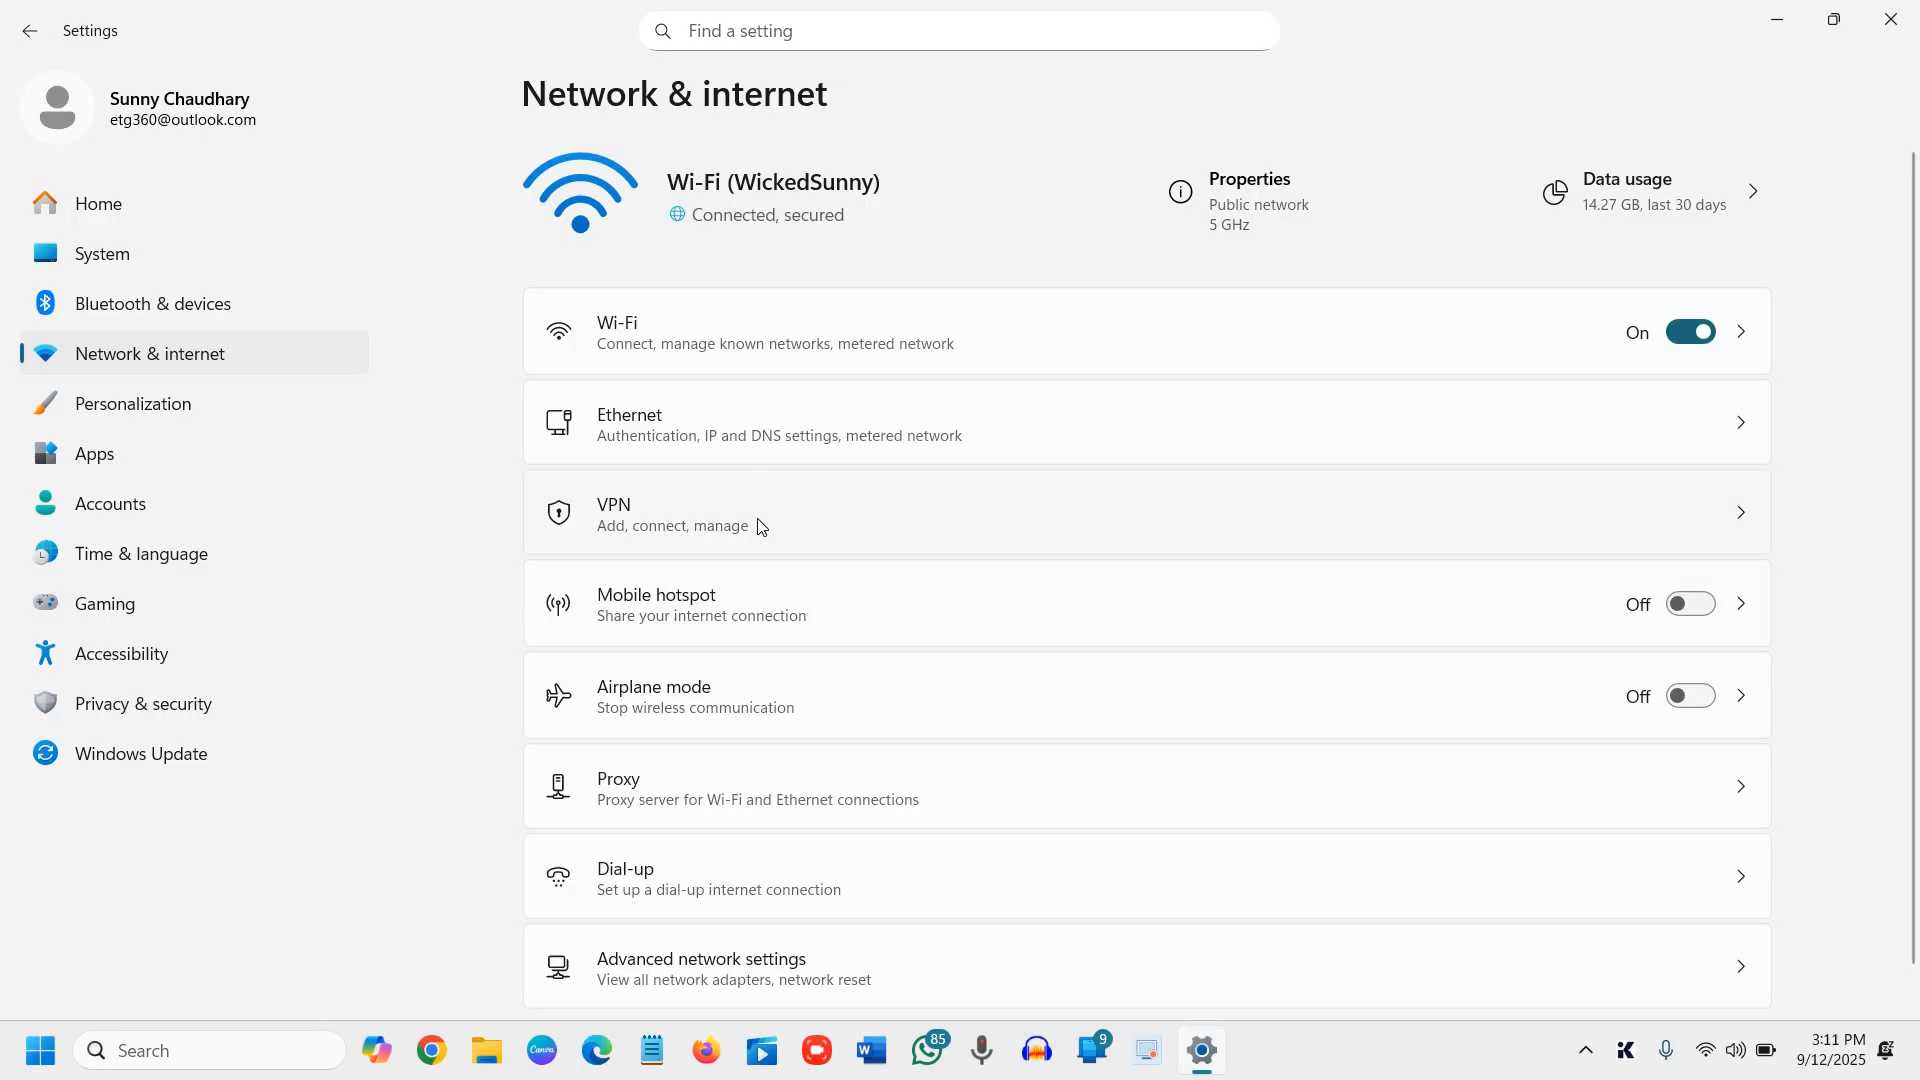 Settings
Find a setting
Sunny Chaudhary
etg360@outlook.com
Home
System
Bluetooth & devices
Network & internet
Personalization
Apps
Accounts
Time & language
Gaming
Accessibility
Privacy & security
Windows Update
Network & internet
Wi-Fi (WickedSunny)
Connected, secured
Properties
Public network
5 GHz
Data usage
14.27 GB, last 30 days
Wi-Fi
Connect, manage known networks, metered network
On
Ethernet
Authentication, IP and DNS settings, metered network
VPN
Add, connect, manage
Mobile hotspot
Share your internet connection
Off
Airplane mode
Stop wireless communication
Off
Proxy
Proxy server for Wi-Fi and Ethernet connections
Dial-up
Set up a dial-up internet connection
Advanced network settings
View all network adapters, network reset
Search
Canva
W
85
9
K
3:11 PM
9/12/2025